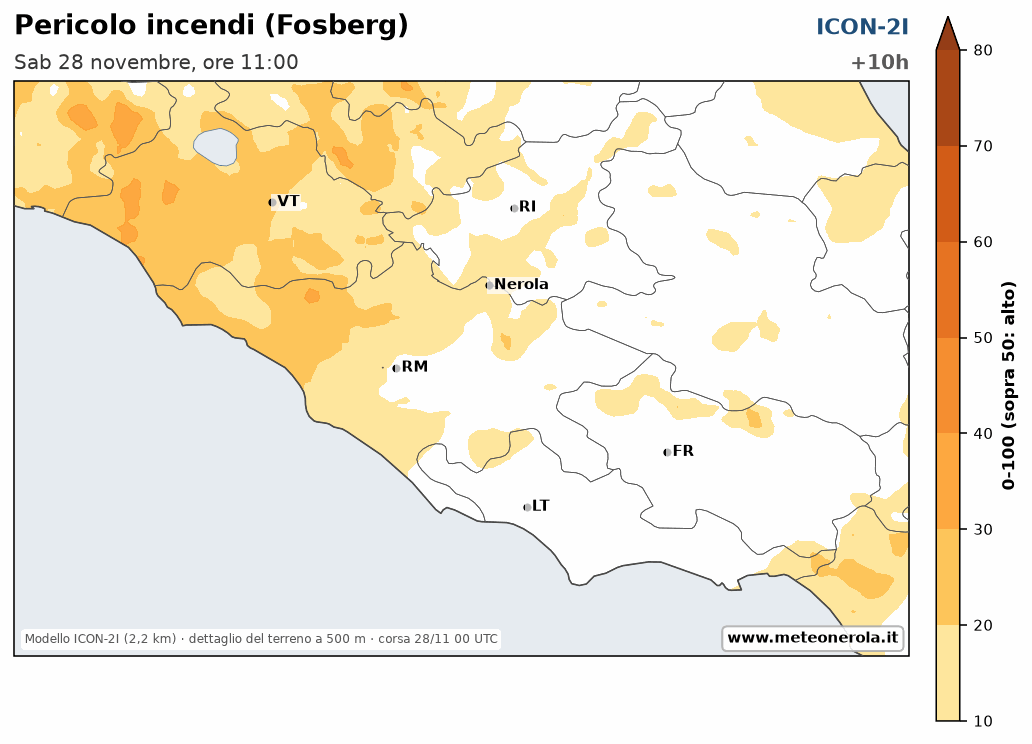 Pericolo incendi (Fosberg)
ICON-2I
Sab 28 novembre, ore 11:00
+10h
80
70
60
50
40
30
20
10
0-100 (sopra 50: alto)
VT
RI
Nerola
RM
FR
LT
Modello ICON-2I (2,2 km) · dettaglio del terreno a 500 m · corsa 28/11 00 UTC
www.meteonerola.it